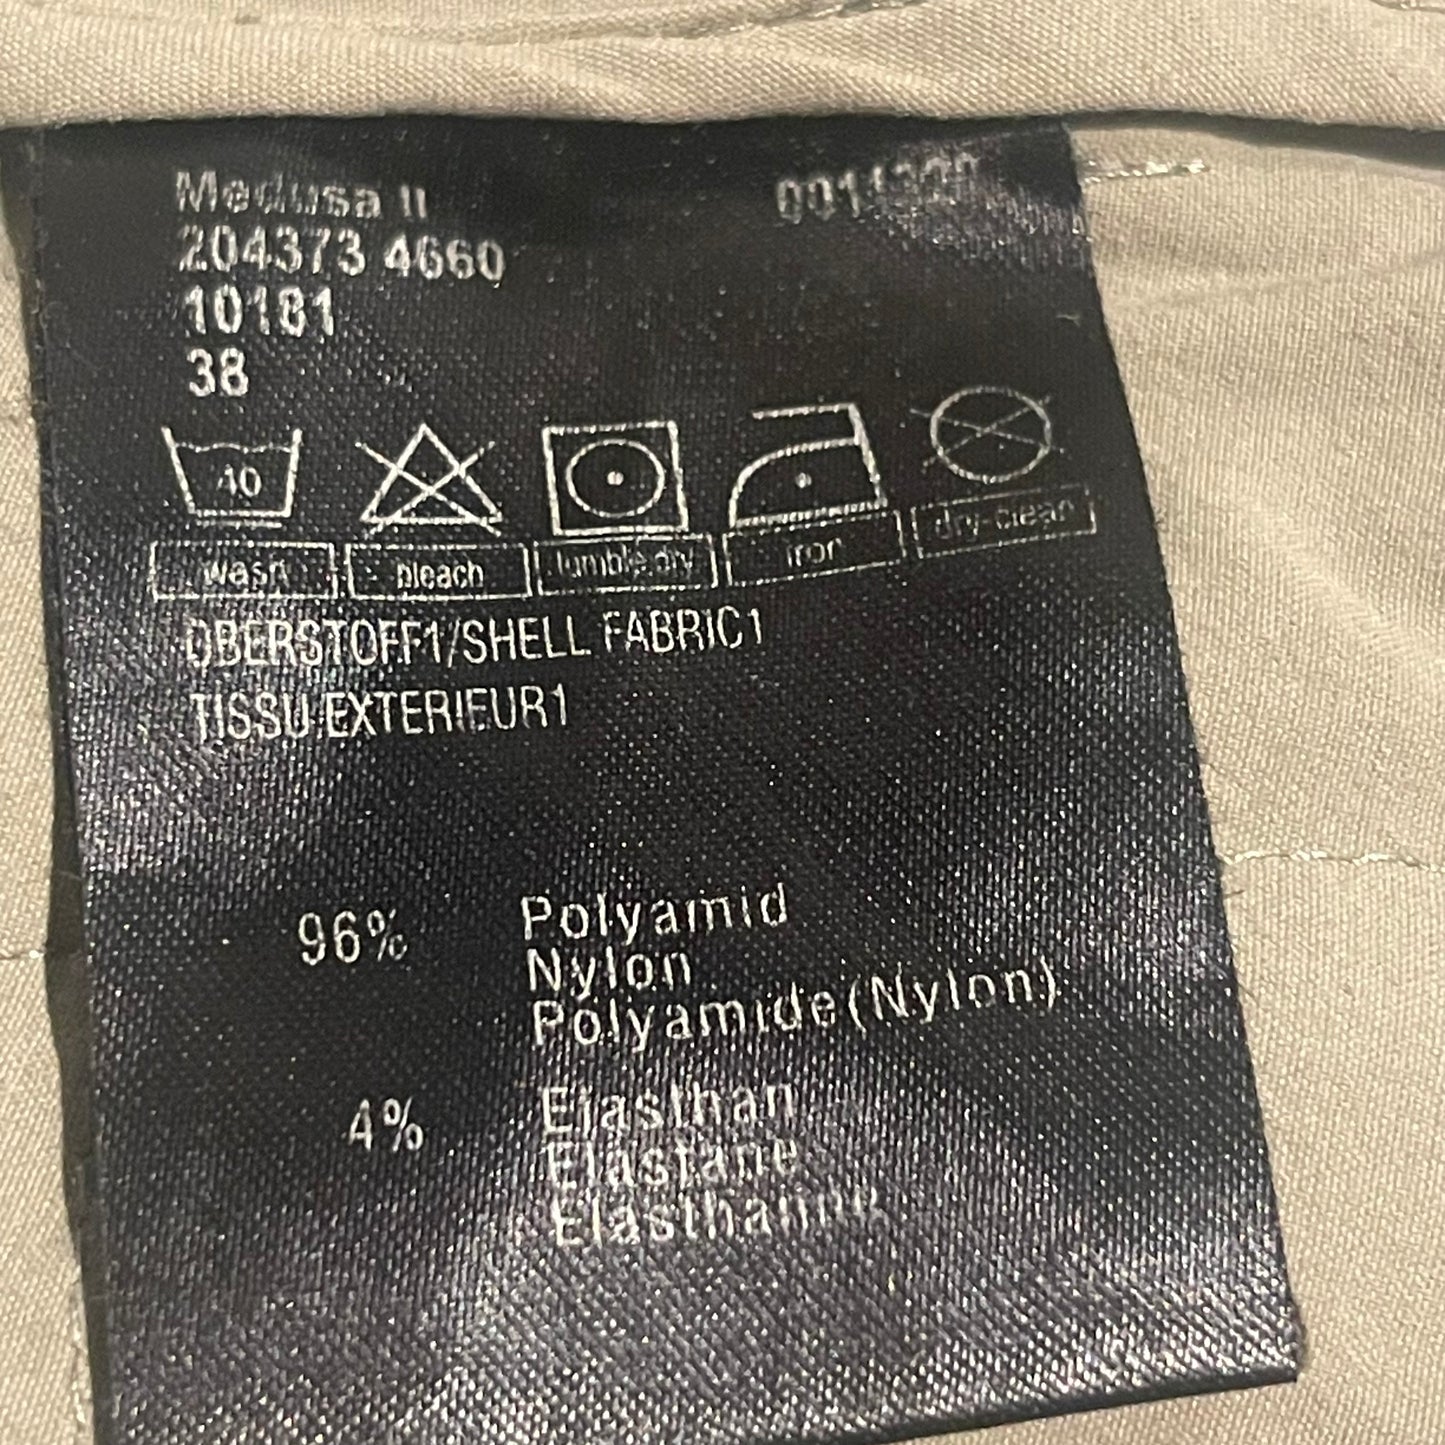 Medusa II
204373 4660
10181
38
40
wash bleach tumble dry iron dry-clean
OBERSTOFF1/SHELL FABRIC1
TISSU EXTERIEUR1
96% Polyamid
Nylon
Polyamide(Nylon)
4% Elasthan
Elastane
Elasthanne